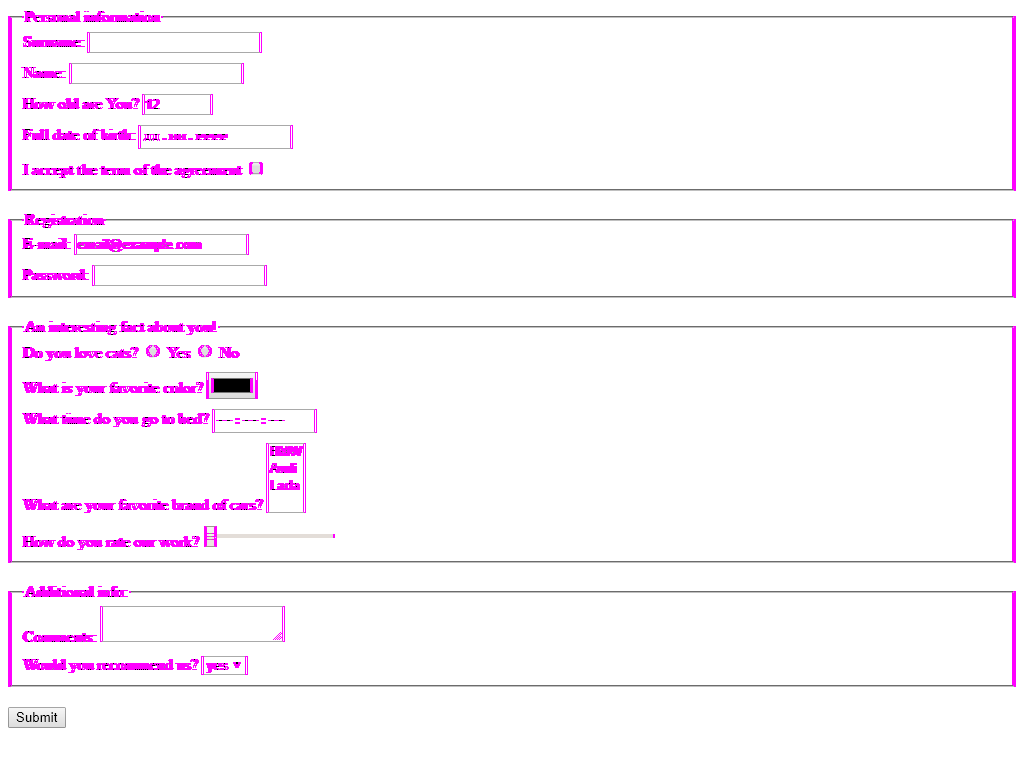 Personal information
Surname:
Name:
How old are You? 12
Full date of birth:
I accept the term of the agreement
Registration
E-mail: email@example.com
Password:
An interesting fact about you!
Do you love cats? Yes No
What is your favorite color?
What time do you go to bed? --:--:--
BMW
Audi
Lada
What are your favorite brand of cars?
How do you rate our work?
Additional info:
Comments:
Would you recommend us? yes
Submit